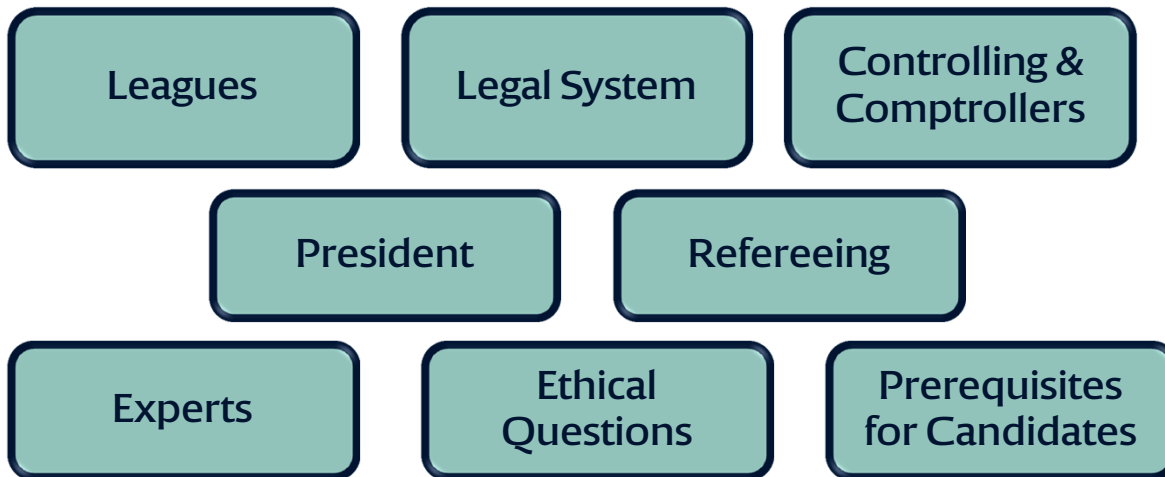 Leagues
Legal System
Controlling &
Comptrollers
President
Refereeing
Experts
Ethical
Questions
Prerequisites
for Candidates